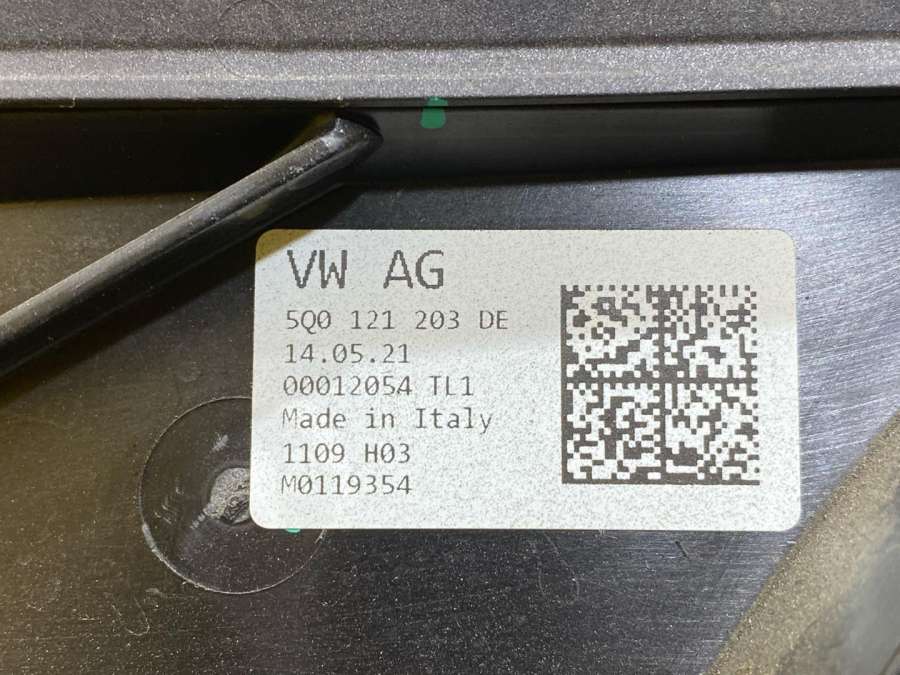 VW AG
5Q0 121 203 DE
14.05.21
00012054 TL1
Made in Italy
1109 H03
M0119354